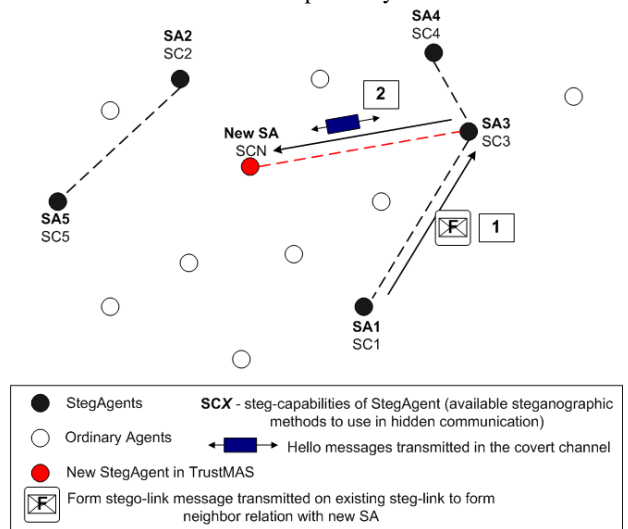 SA4
SC4
SA2
SC2
2
New SA
SCN
SA3
SC3
SA5
SC5
F
1
SA1
SC1
StegAgents
SCX - steg-capabilities of StegAgent (available steganographic
methods to use in hidden communication)
Ordinary Agents
Hello messages transmitted in the covert channel
New StegAgent in TrustMAS
F
Form stego-link message transmitted on existing steg-link to form
neighbor relation with new SA